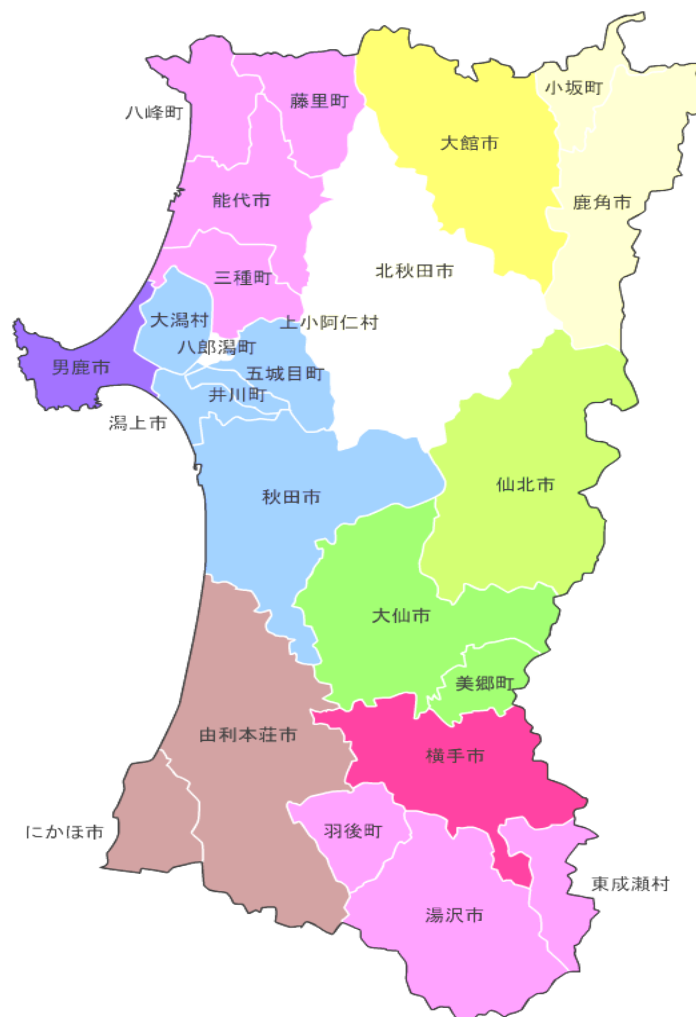 小坂町
藤里町
八峰町
大館市
能代市
鹿角市
北秋田市
三種町
大潟村
上小阿仁村
八郎潟町
男鹿市
五城目町
井川町
潟上市
仙北市
秋田市
大仙市
美郷町
由利本荘市
横手市
にかほ市
羽後町
東成瀬村
湯沢市